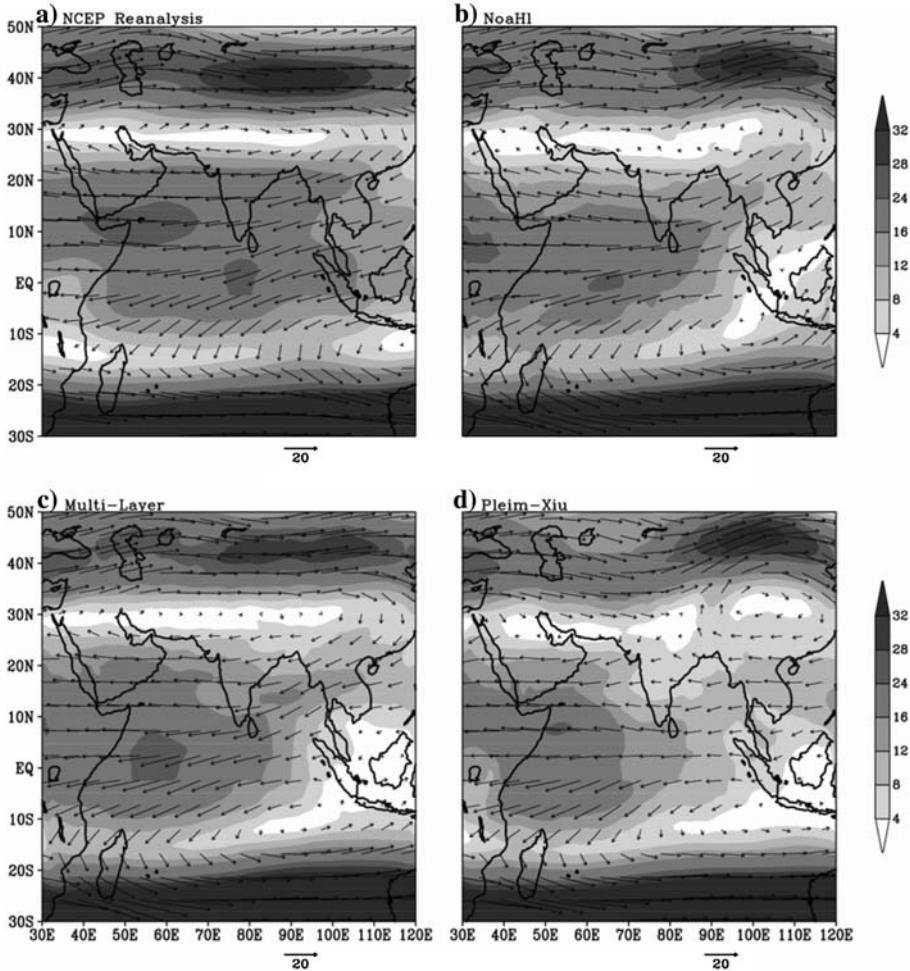 a) NCEP Reanalysis
b) NoaHl
50N
40N
30N
20N
10N
EQ
10S
20S
30S
20
20
32
28
24
20
16
12
8
4
c) Multi-Layer
d) Pleim-Xiu
50N
40N
30N
20N
10N
EQ
10S
20S
30S
30E 40E 50E 60E 70E 80E 90E 100E 110E 120E
30E 40E 50E 60E 70E 80E 90E 100E 110E 120E
20
20
32
28
24
20
16
12
8
4